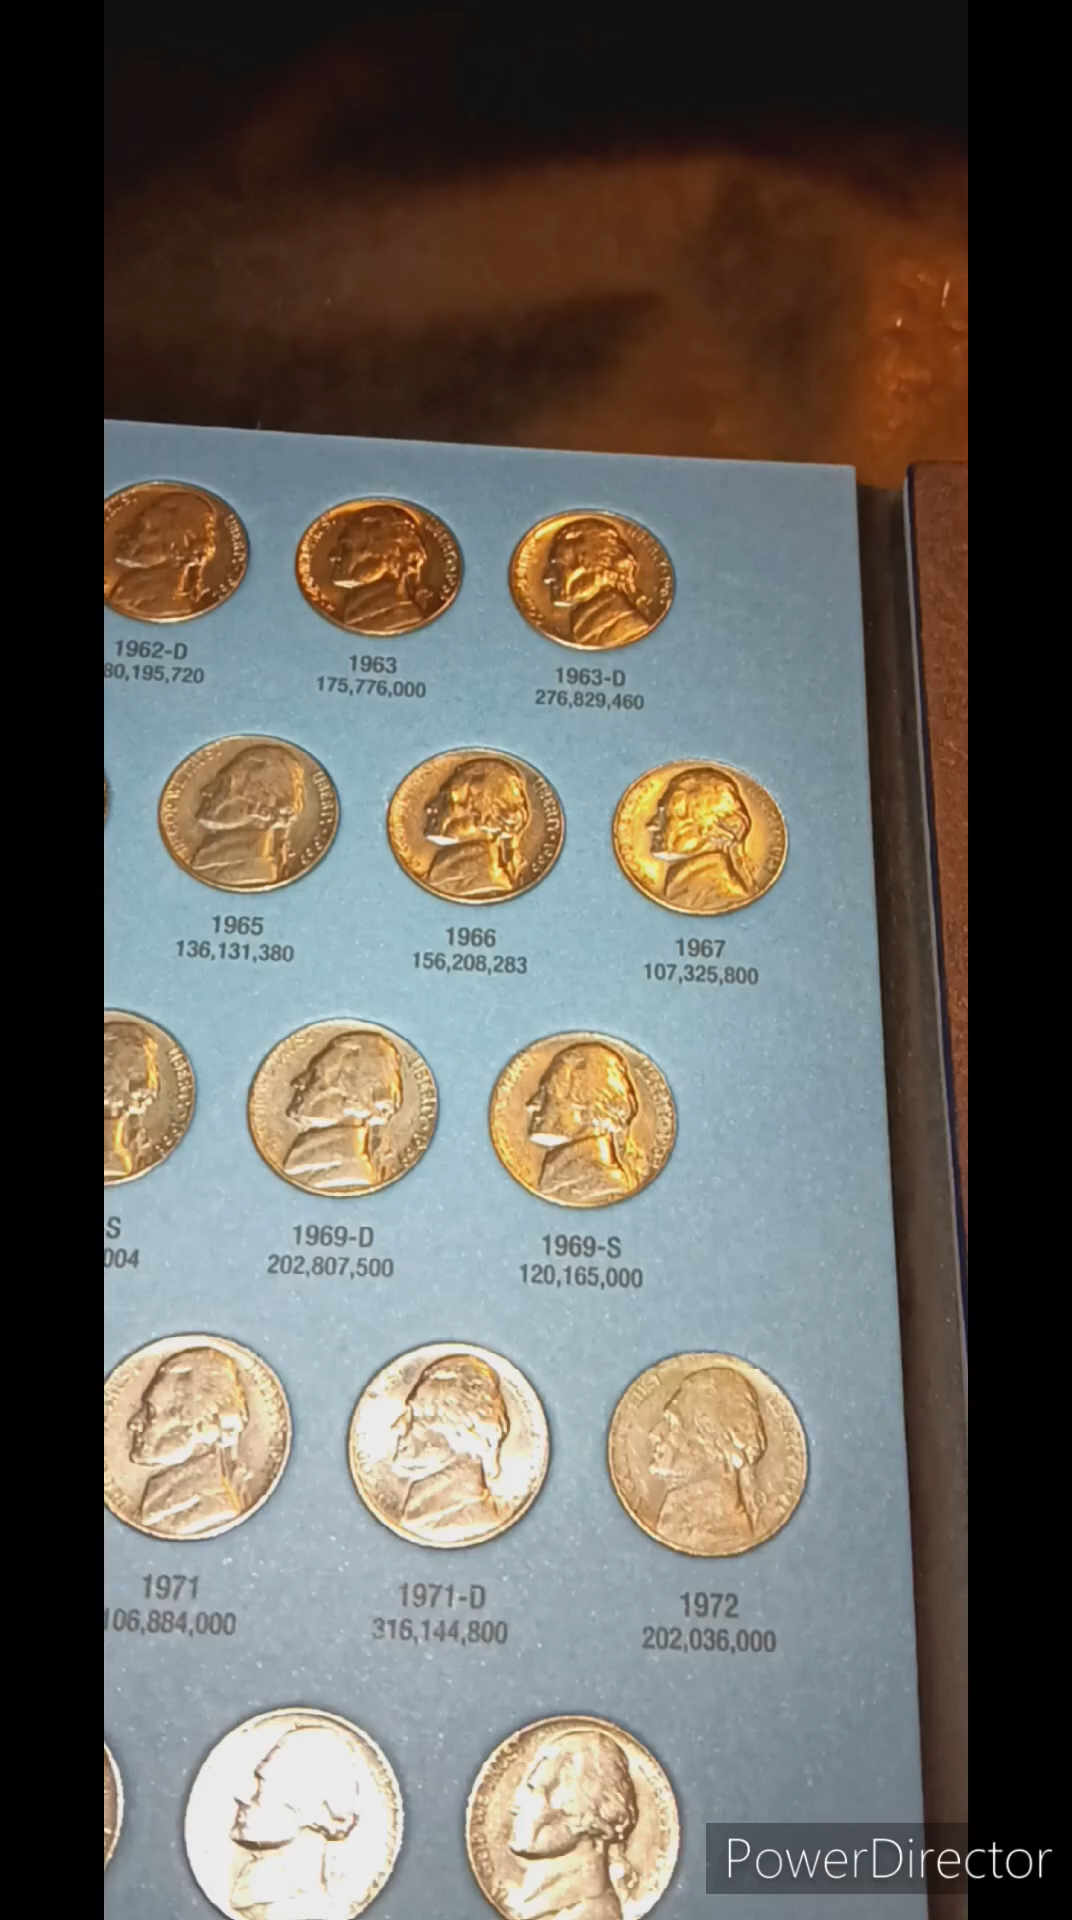 1962-D
80,195,720
1963
175,776,000
1963-D
276,829,460
LIBERTY
1965
136,131,380
1966
156,208,283
1967
107,325,800
S
004
1969-D
202,807,500
1969-S
120,165,000
1971
106,884,000
1971-D
316,144,800
1972
202,036,000
PowerDirector